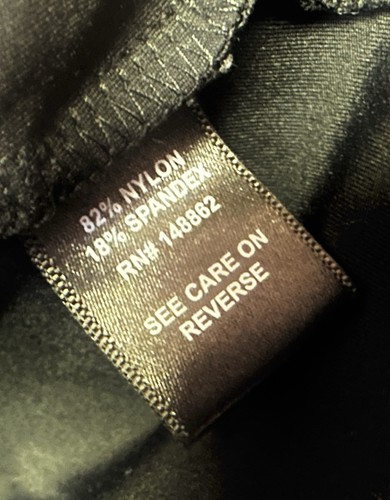 82% NYLON
18% SPANDEX
RN# 148862
SEE CARE ON
REVERSE